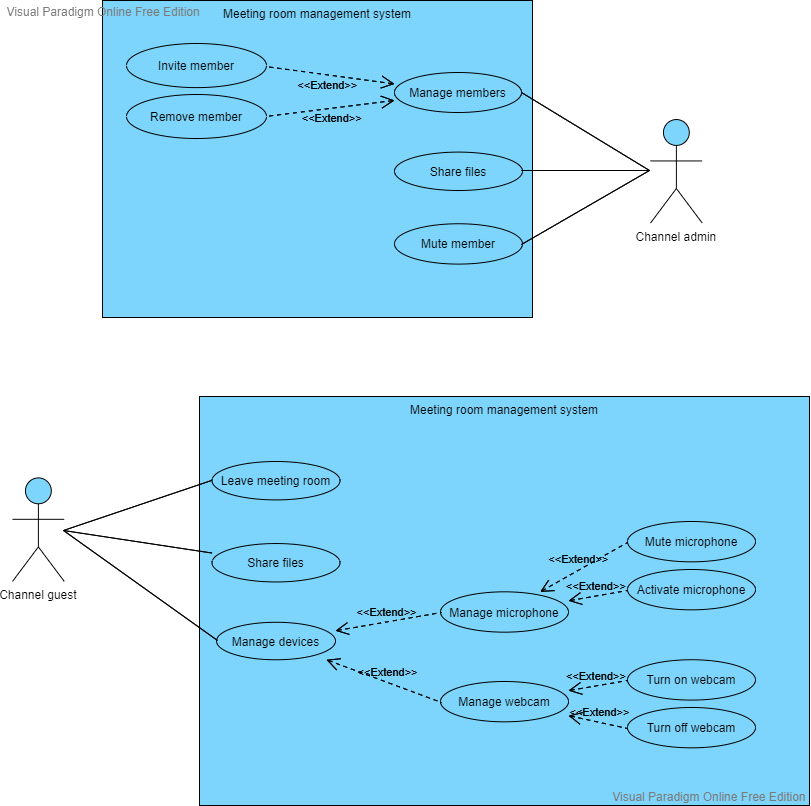 Visual Paradigm Online Free Edition
Meeting room management system
Invite member
<<Extend>>
Manage members
Remove member
<<Extend>>
Share files
Mute member
Channel admin
Meeting room management system
Leave meeting room
Share files
Channel guest
Manage devices
<<Extend>>
Manage microphone
<<Extend>>
Mute microphone
<<Extend>>
Activate microphone
<<Extend>>
Manage webcam
<<Extend>>
Turn on webcam
<<Extend>>
Turn off webcam
Visual Paradigm Online Free Edition